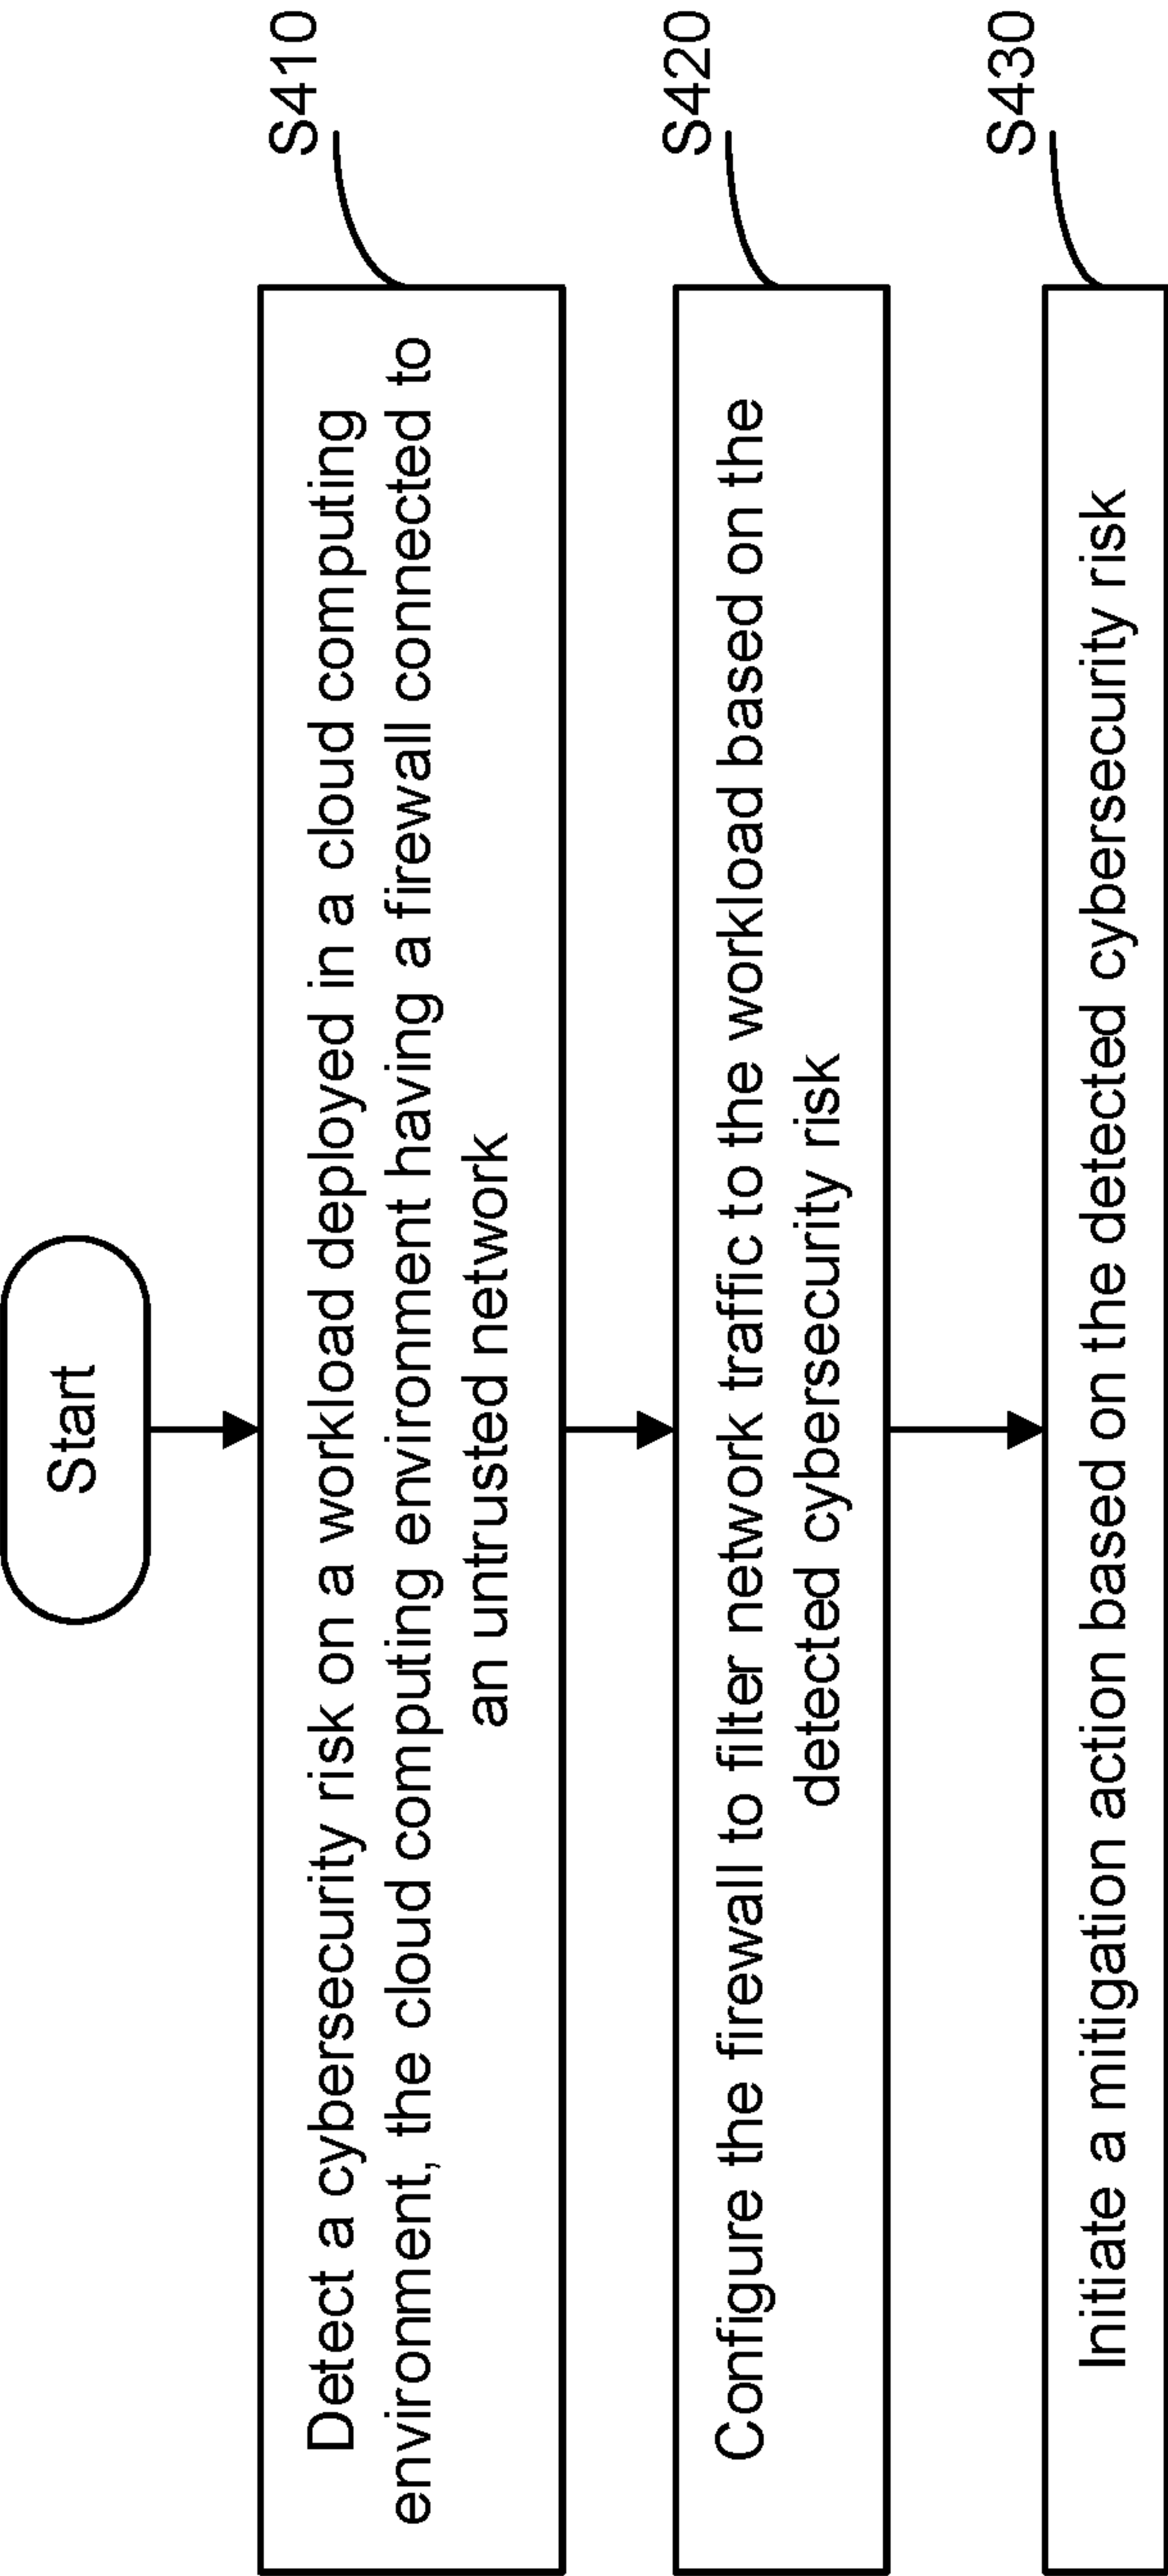 Start
S410
Detect a cybersecurity risk on a workload deployed in a cloud computing
environment, the cloud computing environment having a firewall connected to
an untrusted network
S420
Configure the firewall to filter network traffic to the workload based on the
detected cybersecurity risk
S430
Initiate a mitigation action based on the detected cybersecurity risk